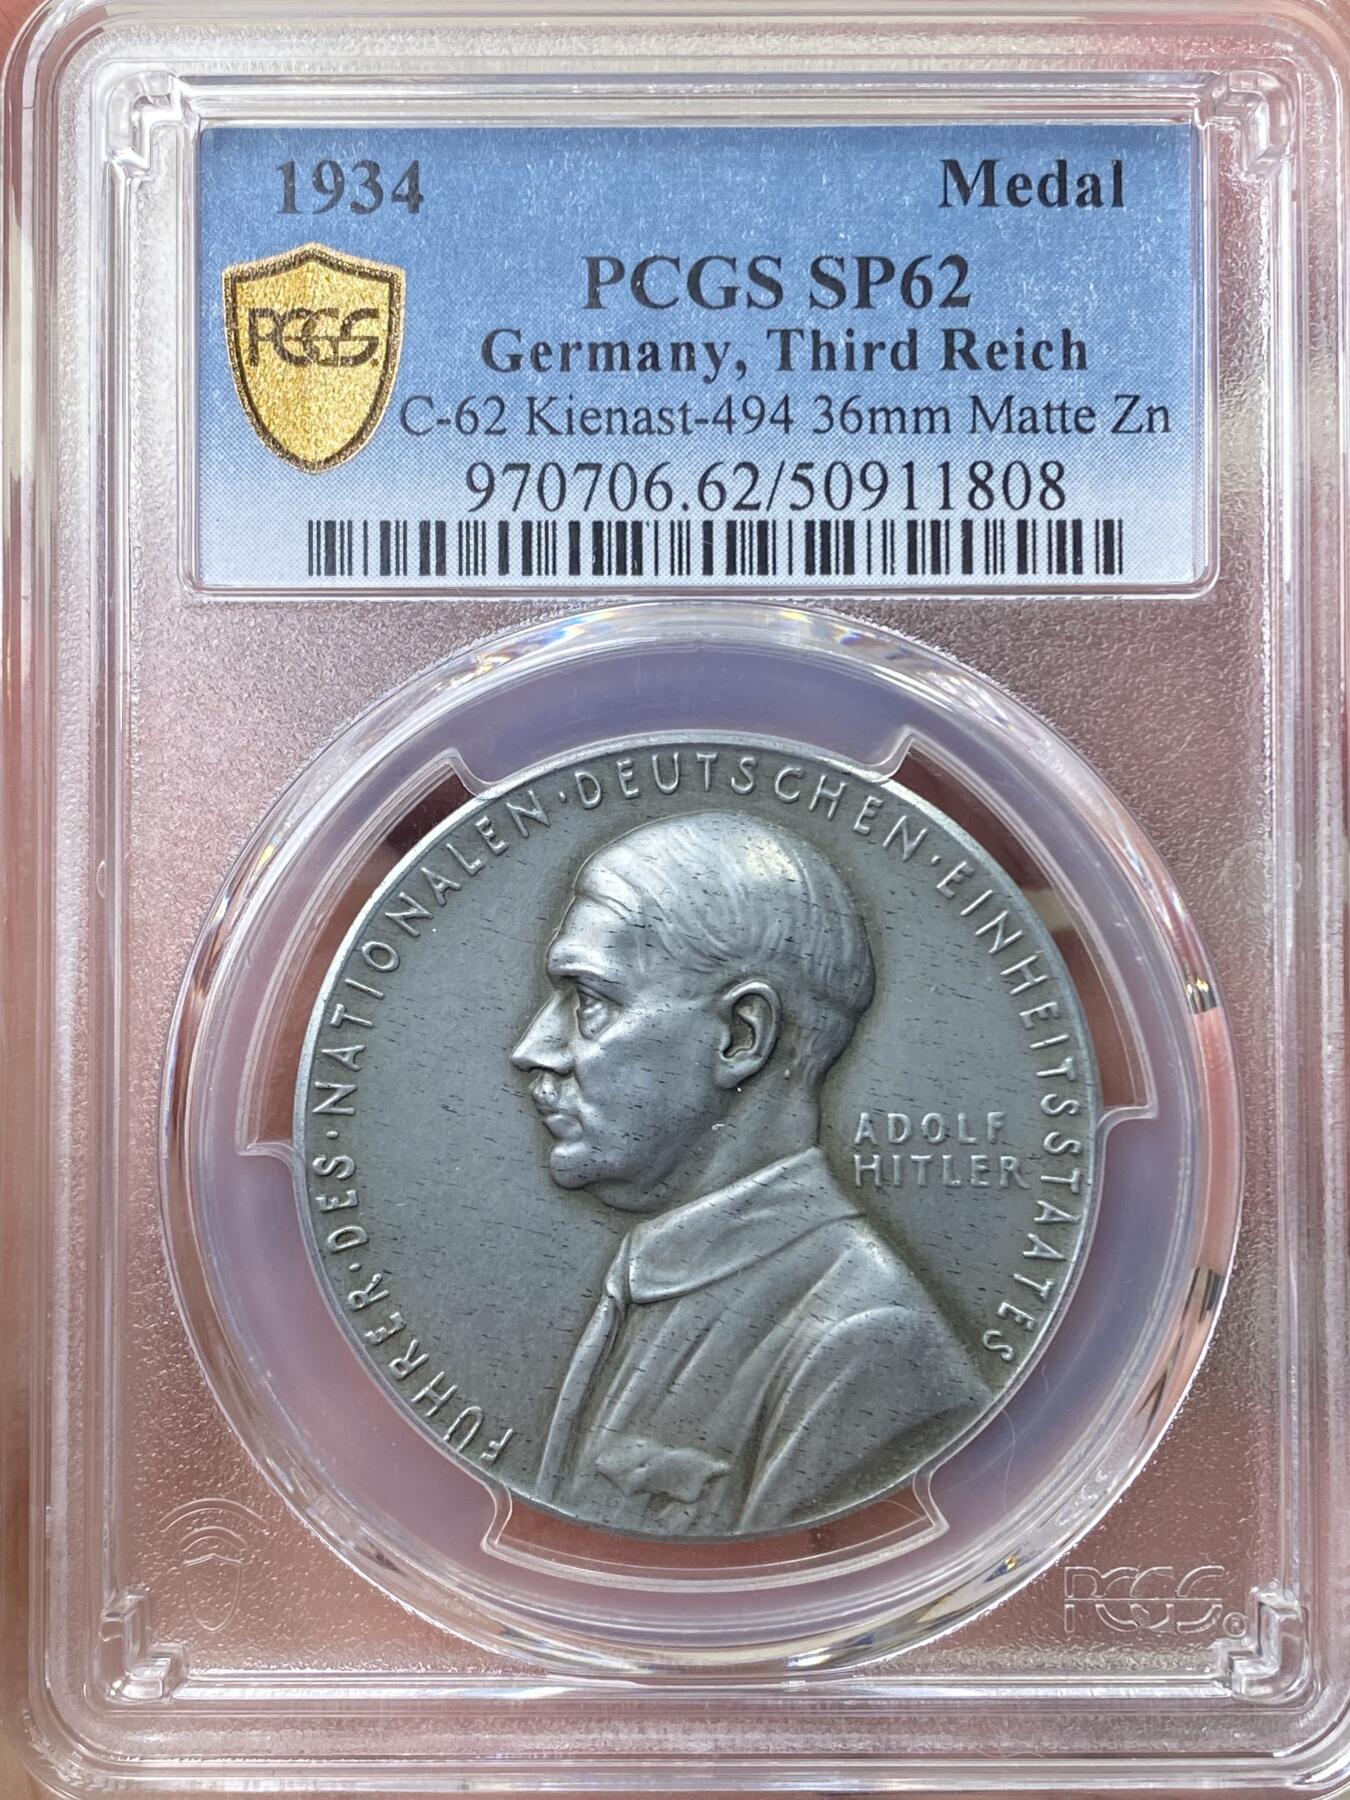 1934 Medal
PCGS SP62
PCGS
Germany, Third Reich
C-62 Kienast-494 36mm Matte Zn
970706.62/50911808
FÜHRER · DES · NATIONALEN · DEUTSCHEN · EINHEITSSTAATES
ADOLF
HITLER
PCGS®